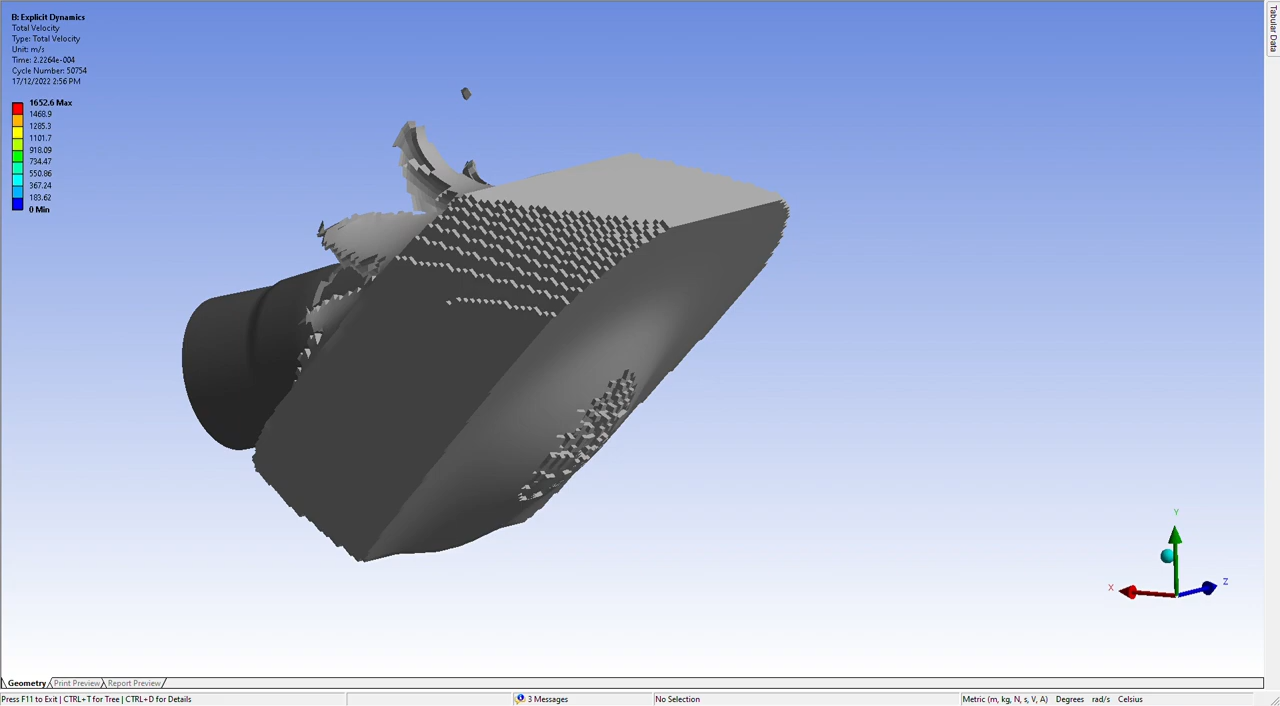 B: Explicit Dynamics
Total Velocity
Type: Total Velocity
Unit: m/s
Time: 2.2264e-004
Cycle Number: 50754
17/12/2022 2:56 PM
1652.6 Max
1468.9
1285.3
1101.7
918.09
734.47
550.86
367.24
183.62
0 Min
Tabular Data
Y
X
Z
Geometry Print Preview Report Preview
Press F11 to Exit | CTRL+T for Tree | CTRL+D for Details 3 Messages No Selection Metric (m, kg, N, s, V, A) Degrees rad/s Celsius